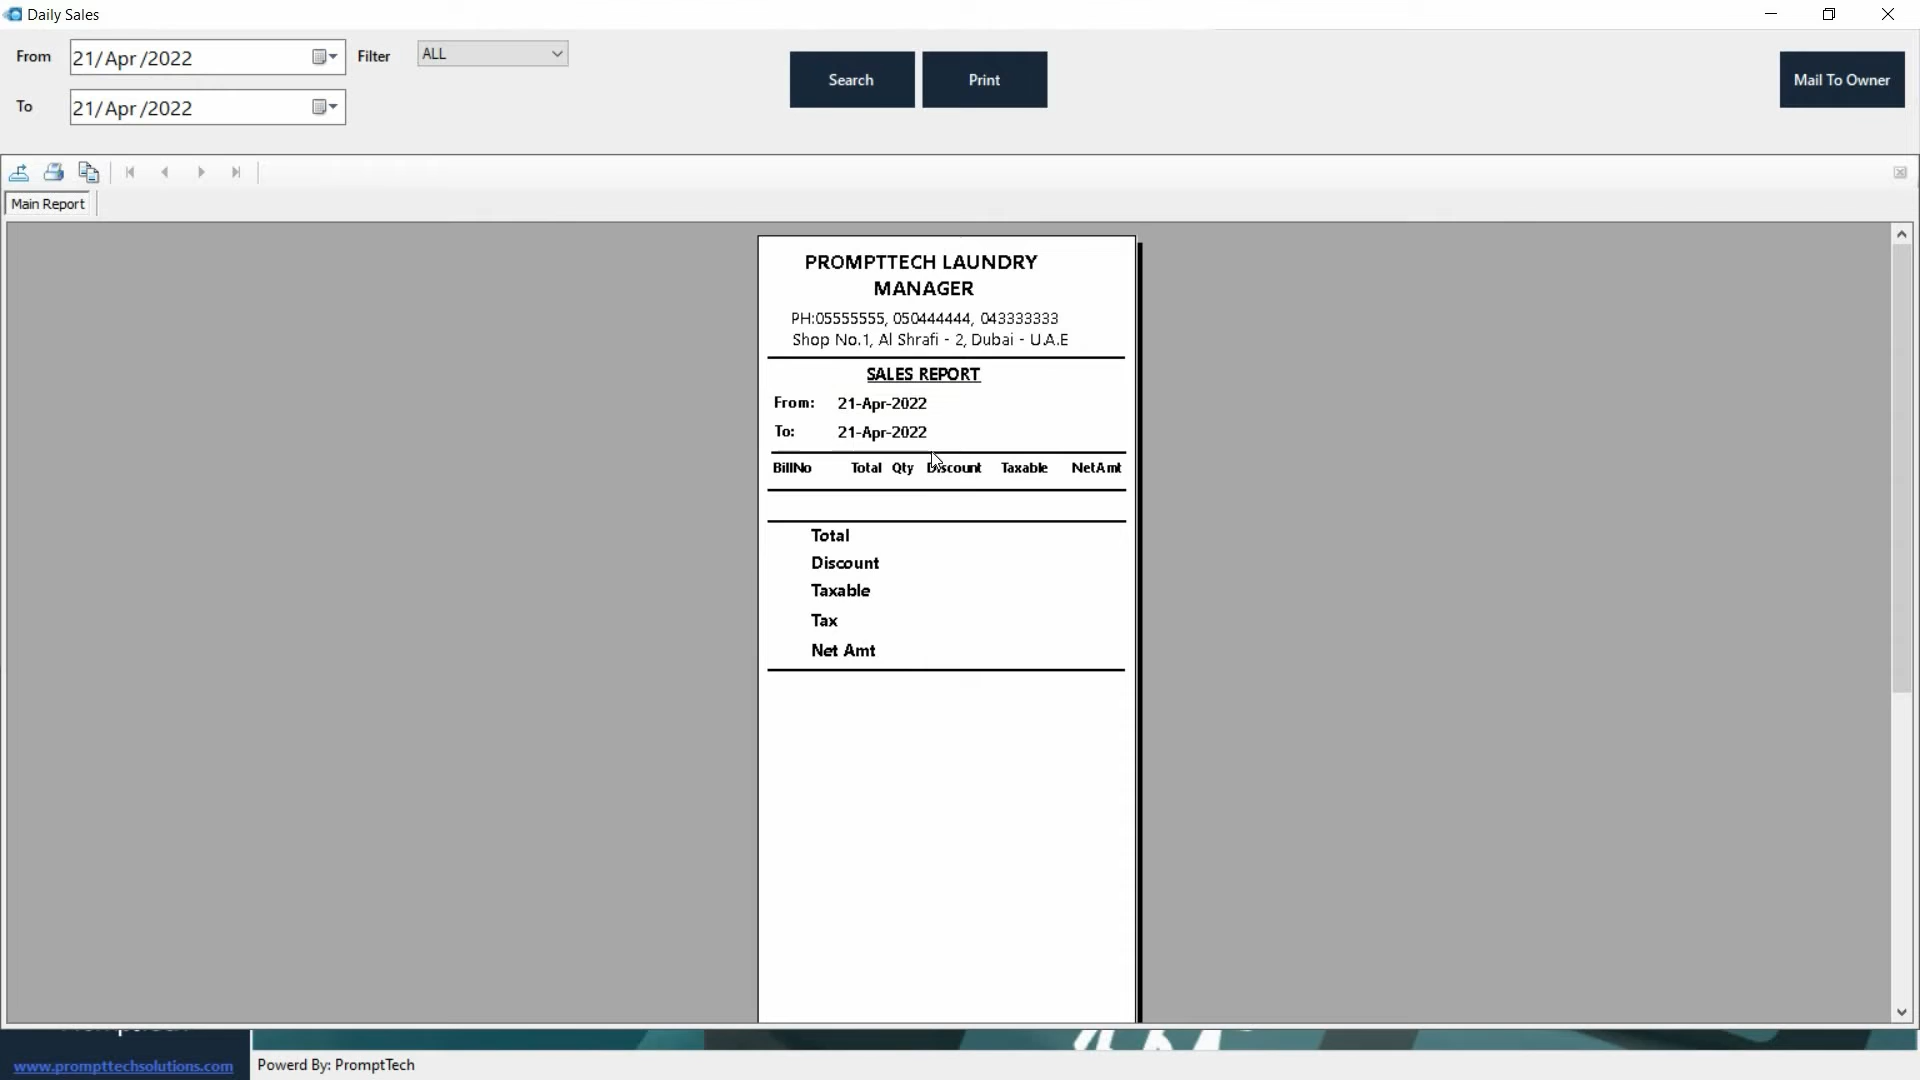 Daily Sales
From 21/Apr/2022 Filter ALL
To 21/Apr/2022
Search Print Mail To Owner
Main Report
PROMPTTECH LAUNDRY
MANAGER
PH:05555555, 050444444, 043333333
Shop No.1, Al Shrafi - 2, Dubai - U.A.E
SALES REPORT
From: 21-Apr-2022
To: 21-Apr-2022
BillNo Total Qty Discount Taxable NetAmt
Total
Discount
Taxable
Tax
Net Amt
www.prompttechsolutions.com Powerd By: PromptTech